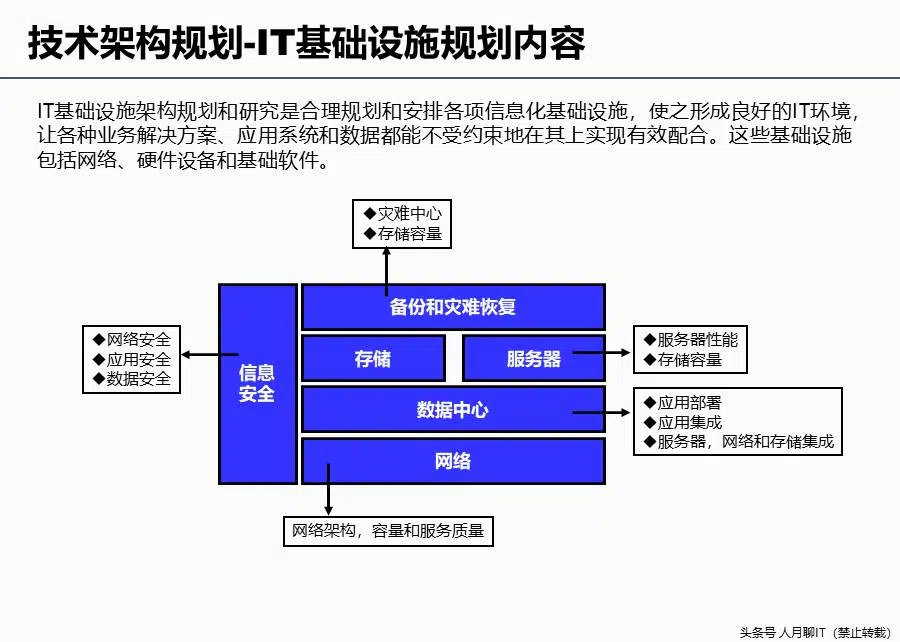 技术架构规划-IT基础设施规划内容
IT基础设施架构规划和研究是合理规划和安排各项信息化基础设施，使之形成良好的IT环境，
让各种业务解决方案、应用系统和数据都能不受约束地在其上实现有效配合。这些基础设施
包括网络、硬件设备和基础软件。
◆灾难中心
◆存储容量
备份和灾难恢复
◆网络安全
◆应用安全
◆数据安全
信息
安全
存储
服务器
◆服务器性能
◆存储容量
数据中心
◆应用部署
◆应用集成
◆服务器，网络和存储集成
网络
网络架构，容量和服务质量
头条号 人月聊IT（禁止转载）